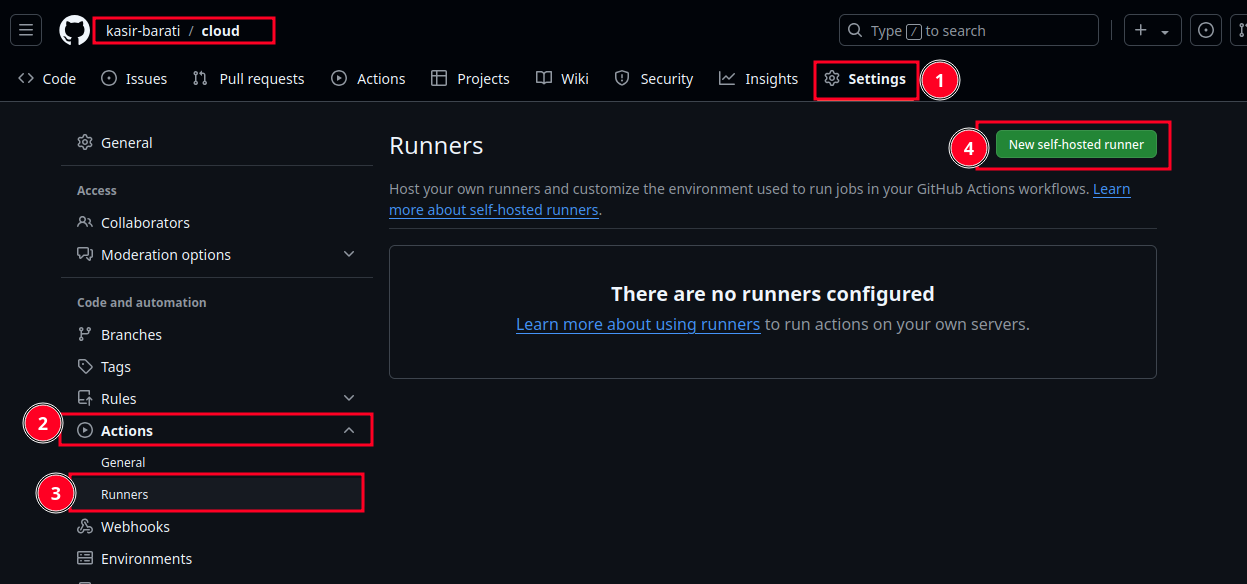 kasir-barati / cloud
Type / to search
Code Issues Pull requests Actions Projects Wiki Security Insights Settings 1
General
Access
Collaborators
Moderation options
Code and automation
Branches
Tags
Rules
2 Actions
General
3 Runners
Webhooks
Environments
Runners
4 New self-hosted runner
Host your own runners and customize the environment used to run jobs in your GitHub Actions workflows. Learn
more about self-hosted runners.
There are no runners configured
Learn more about using runners to run actions on your own servers.